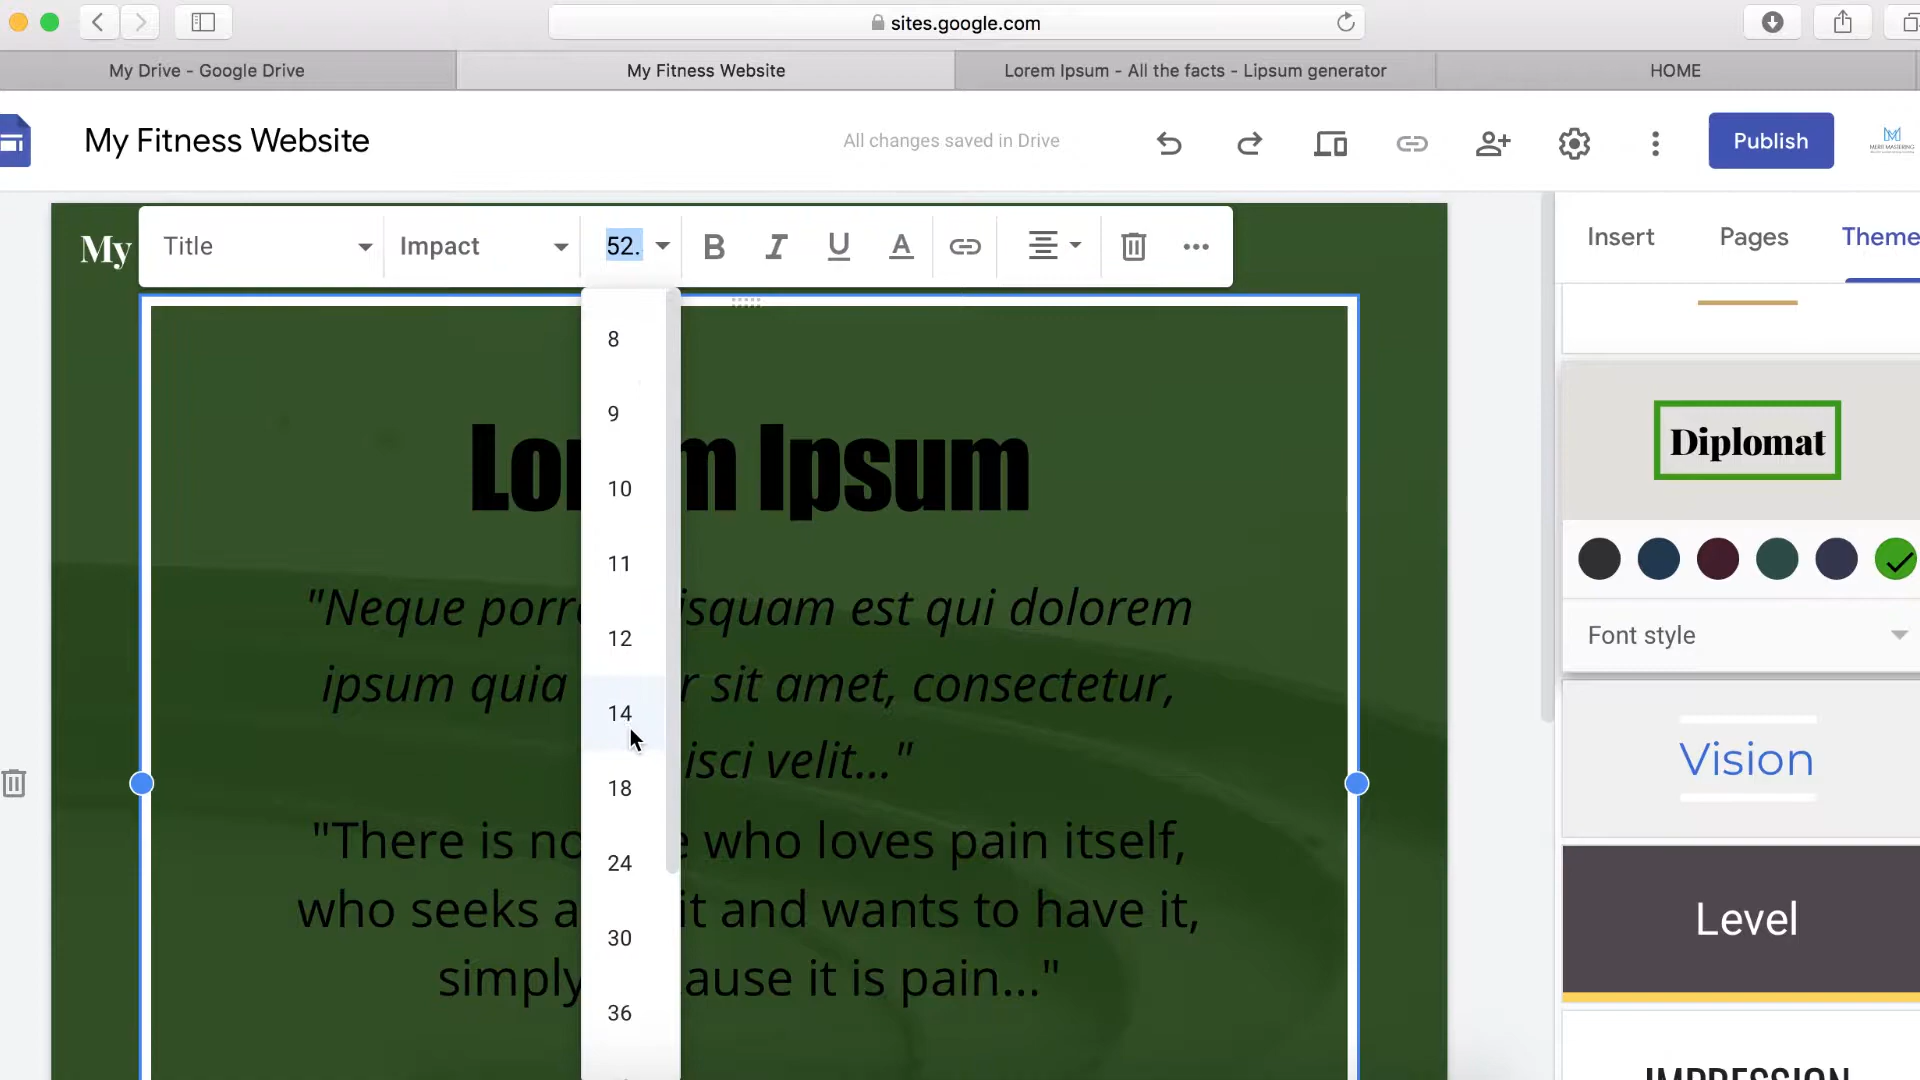 sites.google.com
My Drive - Google Drive
My Fitness Website
Lorem Ipsum - All the facts - Lipsum generator
HOME
My Fitness Website
All changes saved in Drive
Publish
MERIT MASTERING
My
Title
Impact
52.
B
I
U
A
Insert
Pages
Theme
8
9
10
11
12
14
18
24
30
36
Lo m Ipsum
"Neque porr isquam est qui dolorem
ipsum quia r sit amet, consectetur,
isci velit..."
"There is no e who loves pain itself,
who seeks a it and wants to have it,
simply ause it is pain..."
Diplomat
Font style
Vision
Level
IMPRESSION